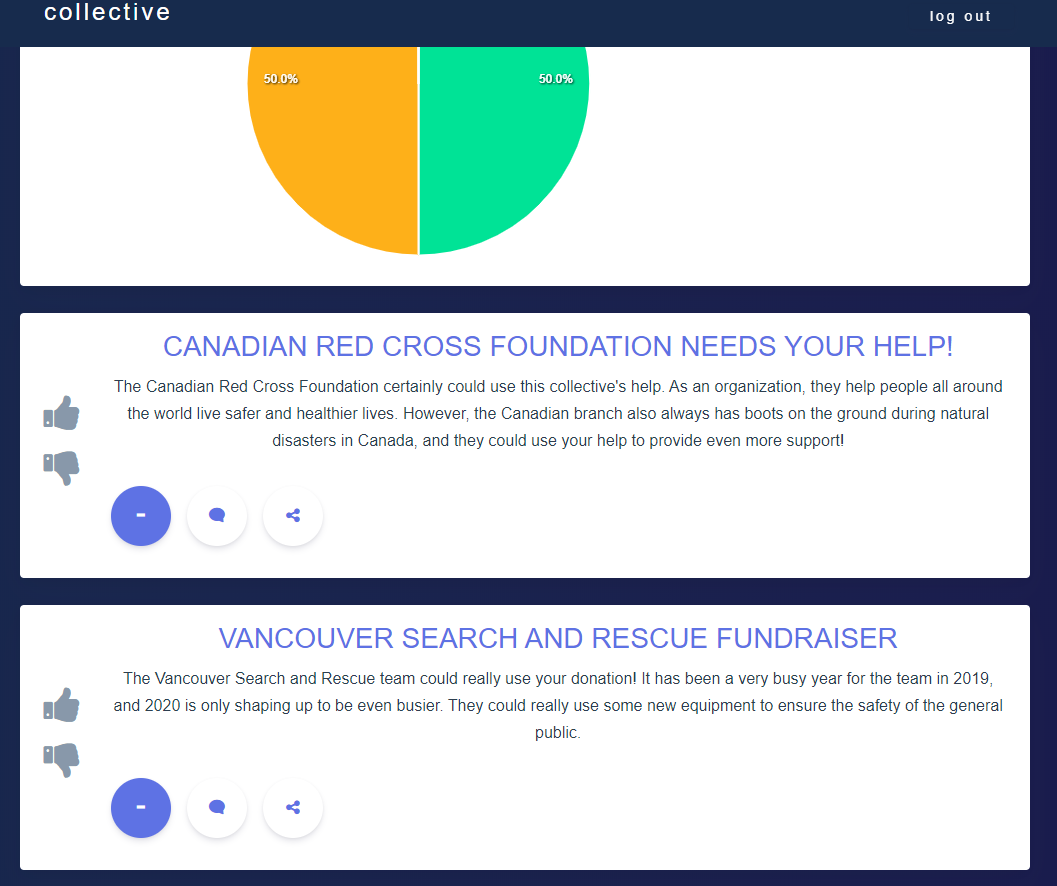 collective
log out
50.0%
50.0%
CANADIAN RED CROSS FOUNDATION NEEDS YOUR HELP!
The Canadian Red Cross Foundation certainly could use this collective's help. As an organization, they help people all around
the world live safer and healthier lives. However, the Canadian branch also always has boots on the ground during natural
disasters in Canada, and they could use your help to provide even more support!
-
VANCOUVER SEARCH AND RESCUE FUNDRAISER
The Vancouver Search and Rescue team could really use your donation! It has been a very busy year for the team in 2019,
and 2020 is only shaping up to be even busier. They could really use some new equipment to ensure the safety of the general
public.
-